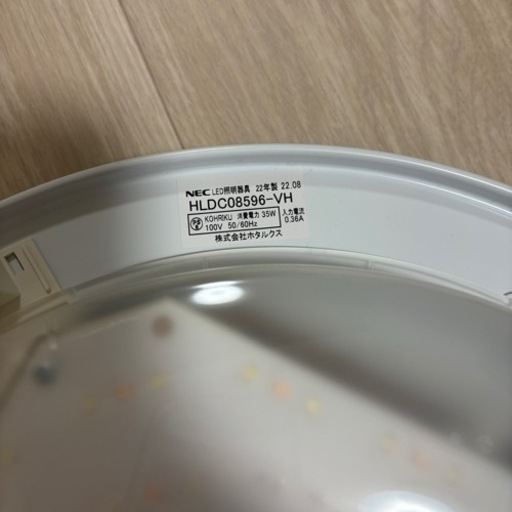 NEC LED照明器具 22年製 22.08
HLDC08596-VH
KOHRIKU 消費電力 35W 入力電流
100V 50/60Hz 0.36A
株式会社ホタルクス